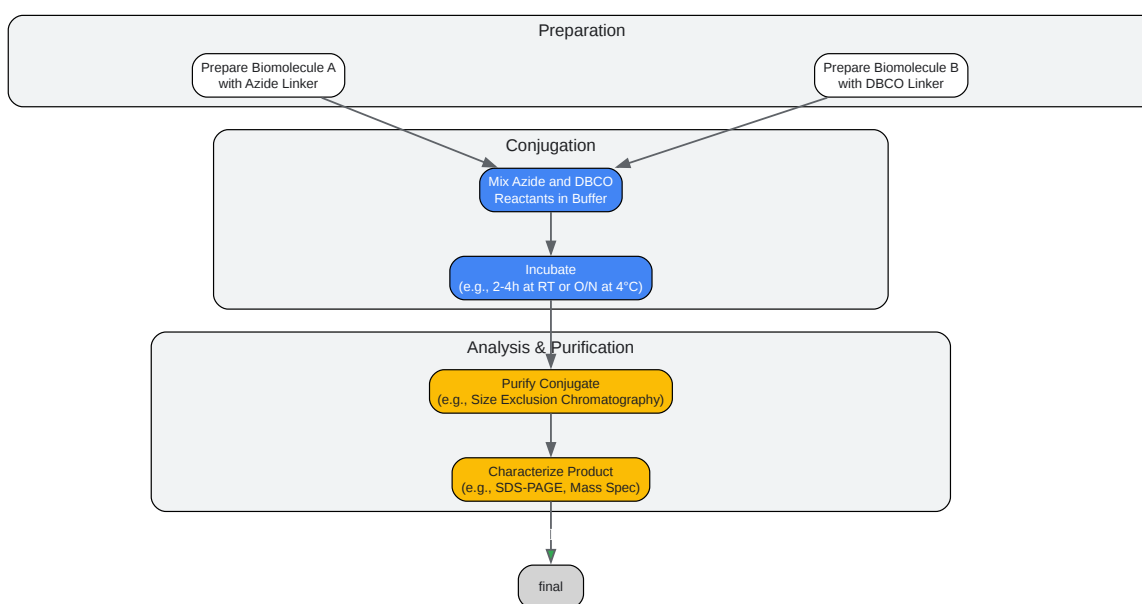 Preparation
Prepare Biomolecule A
with Azide Linker
Prepare Biomolecule B
with DBCO Linker
Conjugation
Mix Azide and DBCO
Reactants in Buffer
Incubate
(e.g., 2-4h at RT or O/N at 4°C)
Analysis & Purification
Purify Conjugate
(e.g., Size Exclusion Chromatography)
Characterize Product
(e.g., SDS-PAGE, Mass Spec)
final